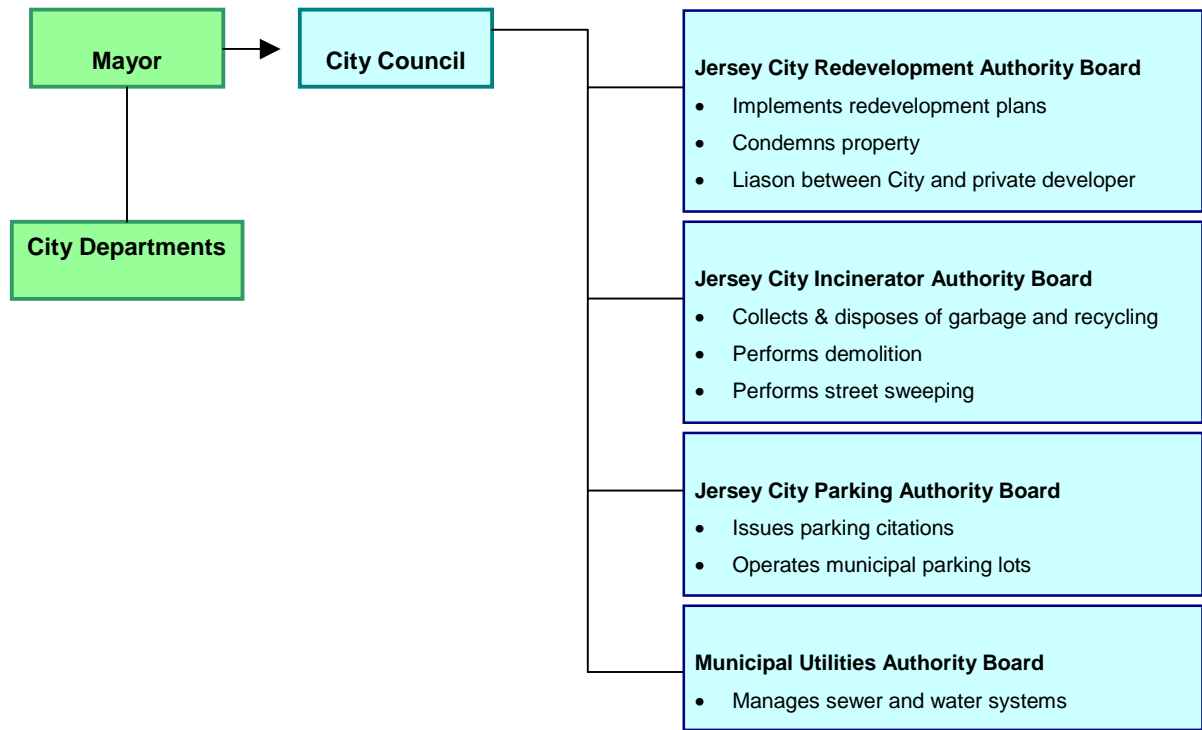 Mayor
City Council
City Departments
Jersey City Redevelopment Authority Board
• Implements redevelopment plans
• Condemns property
• Liason between City and private developer
Jersey City Incinerator Authority Board
• Collects & disposes of garbage and recycling
• Performs demolition
• Performs street sweeping
Jersey City Parking Authority Board
• Issues parking citations
• Operates municipal parking lots
Municipal Utilities Authority Board
• Manages sewer and water systems